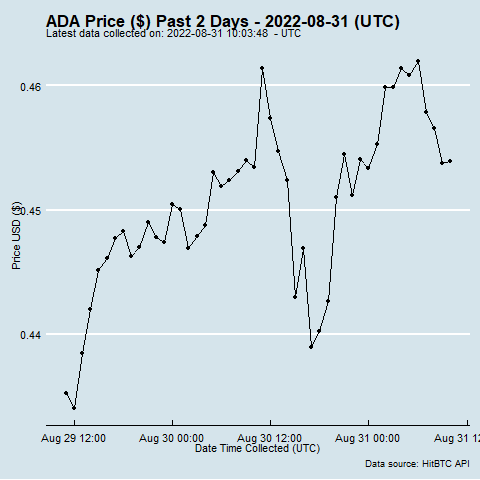 ADA Price ($) Past 2 Days - 2022-08-31 (UTC)
Latest data collected on: 2022-08-31 10:03:48 - UTC
0.46
0.45
0.44
Price USD ($)
Aug 29 12:00 Aug 30 00:00 Aug 30 12:00 Aug 31 00:00 Aug 31 12
Date Time Collected (UTC)
Data source: HitBTC API